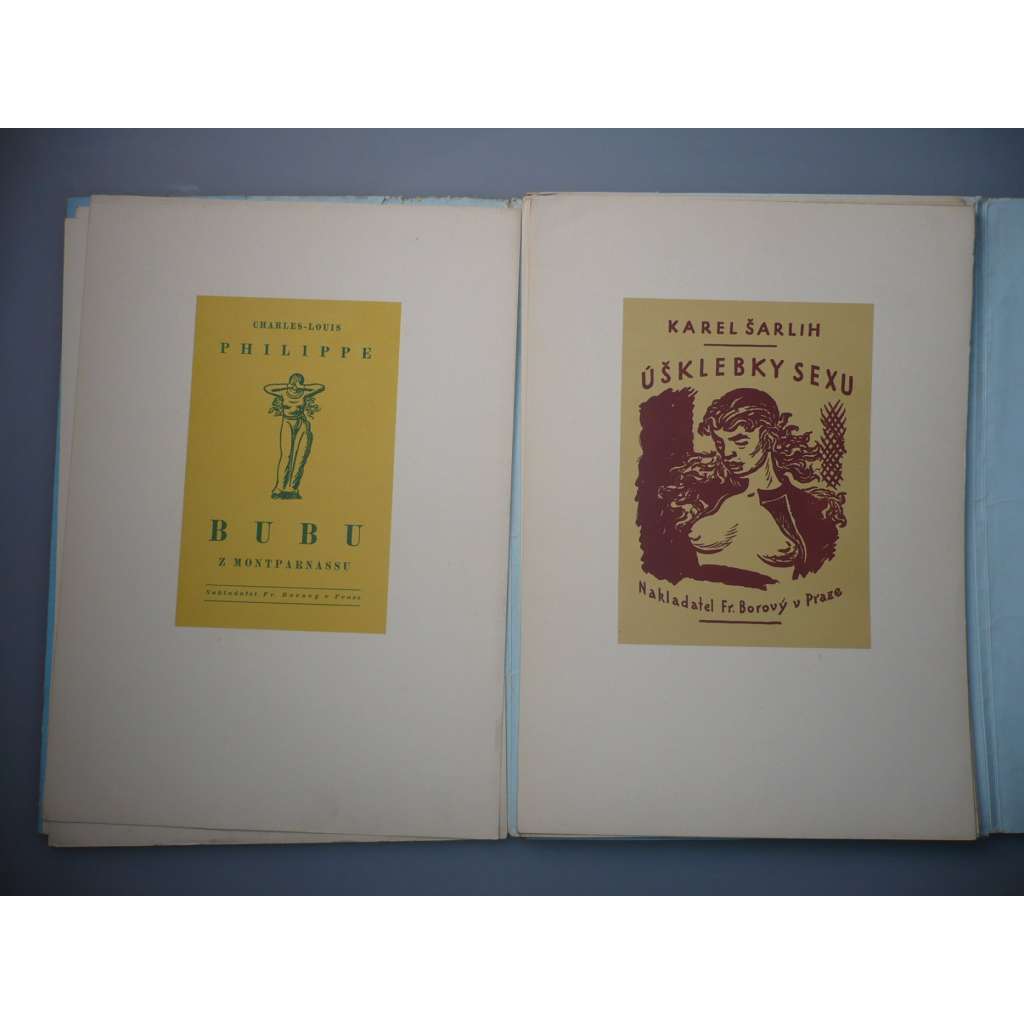 CHARLES-LOUIS
PHILIPPE
BUBU
Z MONTPARNASSU
Nakladatel Fr. Borový v Praze
KAREL ŠARLIH
ÚŠKLEBKY SEXU
Nakladatel Fr. Borový v Praze